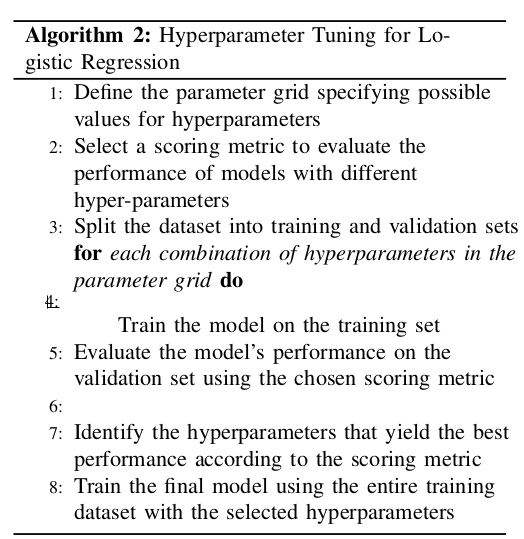 Algorithm 2: Hyperparameter Tuning for Lo-
gistic Regression
1: Define the parameter grid specifying possible
values for hyperparameters
2: Select a scoring metric to evaluate the
performance of models with different
hyper-parameters
3: Split the dataset into training and validation sets
for each combination of hyperparameters in the
parameter grid do
4:
Train the model on the training set
5: Evaluate the model's performance on the
validation set using the chosen scoring metric
6:
7: Identify the hyperparameters that yield the best
performance according to the scoring metric
8: Train the final model using the entire training
dataset with the selected hyperparameters